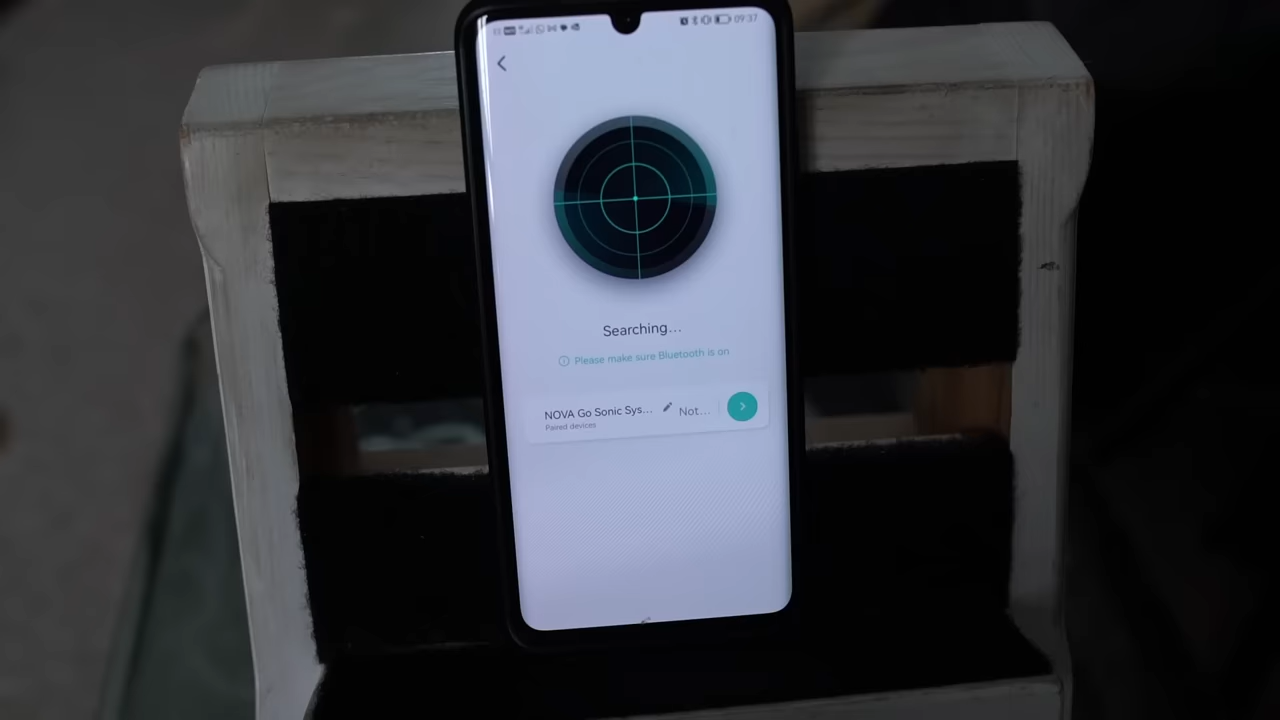 09:37
Searching...
Please make sure Bluetooth is on
NOVA Go Sonic Sys...
Not...
Paired devices